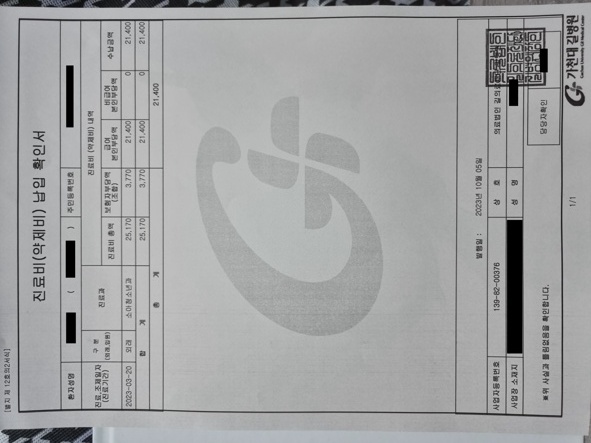 [별지 제 12호의2서식]
진료비(약제비) 납입 확인서
환자성명 ( ) 주민등록번호
진료,조제일자 (진료기간) 구 분 (외래,입원) 진료과 진료비 (약제비) 내역
진료비 총액 보험자부담액 (조합) 급여 본인부담액 비급여 본인부담액 수납금액
2023-03-20 외래 소아청소년과 25,170 3,770 21,400 0 21,400
합 계 25,170 3,770 21,400 0 21,400
총 계 21,400
발행일 : 2023년 10월 05일
사업자등록번호 139-82-00376 상 호 의료법인 길의료
사업장 소재지 성 명
※위 사실과 틀림없음을 확인합니다.
담당자확인
1/1
가천대 길병원
Gachon University Gil Medical Center